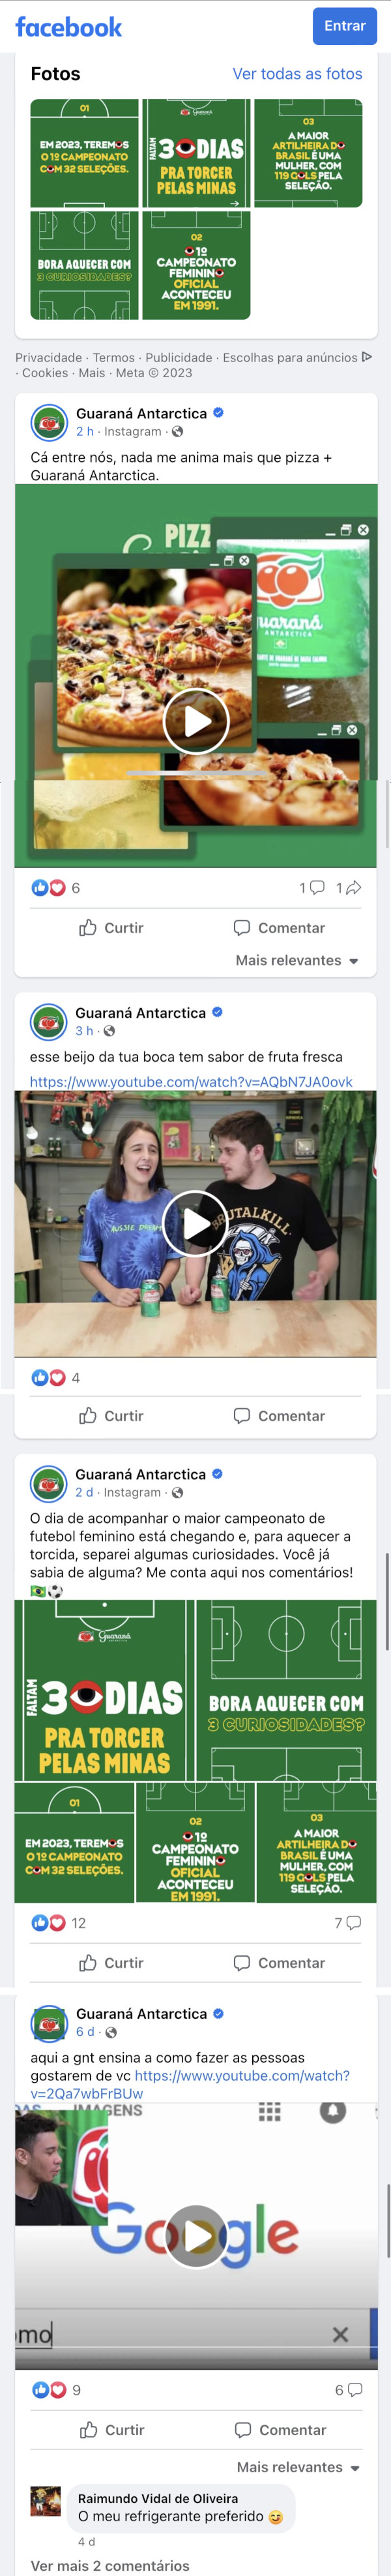 facebook
Entrar
Fotos
Ver todas as fotos
01
EM 2023, TEREMOS
O 1º CAMPEONATO
COM 32 SELEÇÕES.
Guaraná
FALTAM
30 DIAS
PRA TORCER
PELAS MINAS
03
A MAIOR
ARTILHEIRA DO
BRASIL É UMA
MULHER, COM
119 GOLS PELA
SELEÇÃO.
BORA AQUECER COM
3 CURIOSIDADES?
02
O 1º
CAMPEONATO
FEMININO
OFICIAL
ACONTECEU
EM 1991.
Privacidade · Termos · Publicidade · Escolhas para anúncios
· Cookies · Mais · Meta © 2023
Guaraná Antarctica
2 h · Instagram ·
Cá entre nós, nada me anima mais que pizza +
Guaraná Antarctica.
PIZZ
guaraná
ANTARCTICA
6
1
1
Curtir
Comentar
Mais relevantes
Guaraná Antarctica
3 h ·
esse beijo da tua boca tem sabor de fruta fresca
https://www.youtube.com/watch?v=AQbN7JA0ovk
AUSSIE DREAM
BRUTALKILL
4
Curtir
Comentar
Guaraná Antarctica
2 d · Instagram ·
O dia de acompanhar o maior campeonato de
futebol feminino está chegando e, para aquecer a
torcida, separei algumas curiosidades. Você já
sabia de alguma? Me conta aqui nos comentários!
🇧🇷⚽
Guaraná
FALTAM
30 DIAS
PRA TORCER
PELAS MINAS
BORA AQUECER COM
3 CURIOSIDADES?
01
EM 2023, TEREMOS
O 1º CAMPEONATO
COM 32 SELEÇÕES.
02
O 1º
CAMPEONATO
FEMININO
OFICIAL
ACONTECEU
EM 1991.
03
A MAIOR
ARTILHEIRA DO
BRASIL É UMA
MULHER, COM
119 GOLS PELA
SELEÇÃO.
12
7
Curtir
Comentar
Guaraná Antarctica
6 d ·
aqui a gnt ensina a como fazer as pessoas
gostarem de vc https://www.youtube.com/watch?
v=2Qa7wbFrBUw
IMAGENS
Google
omo
9
6
Curtir
Comentar
Mais relevantes
Raimundo Vidal de Oliveira
O meu refrigerante preferido 😋
4 d
Ver mais 2 comentários